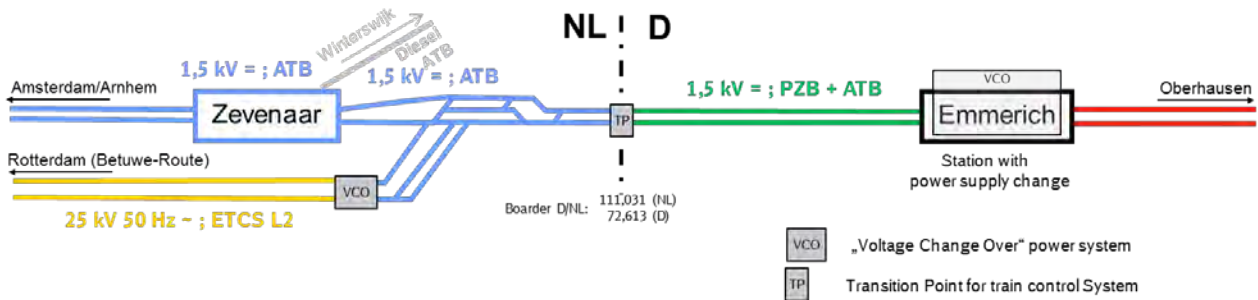 NL D
Winterswijk
Diesel
ATB
1,5 kV = ; ATB
1,5 kV = ; ATB
Amsterdam/Arnhem
Zevenaar
TP
1,5 kV = ; PZB + ATB
VCO
Emmerich
Oberhausen
Station with
power supply change
Rotterdam (Betuwe-Route)
VCO
25 kV 50 Hz ~ ; ETCS L2
Boarder D/NL: 111,031 (NL)
72,613 (D)
VCO „Voltage Change Over“ power system
TP Transition Point for train control System